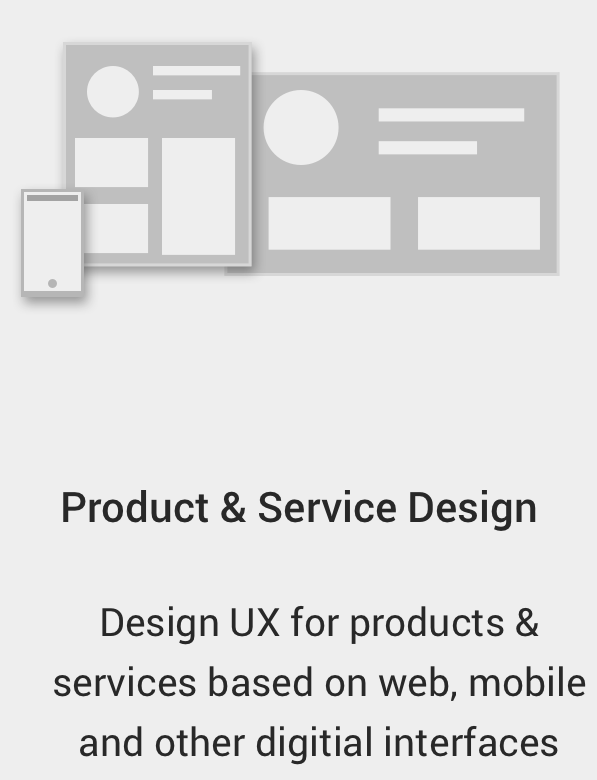 Product & Service Design
Design UX for products &
services based on web, mobile
and other digitial interfaces